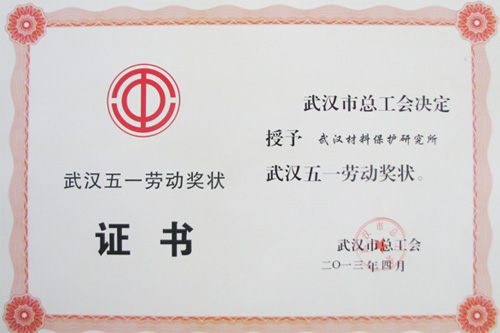 武汉五一劳动奖状
证书
武汉市总工会决定
授予 武汉材料保护研究所
武汉五一劳动奖状。
武汉市总工会
二〇一三年四月